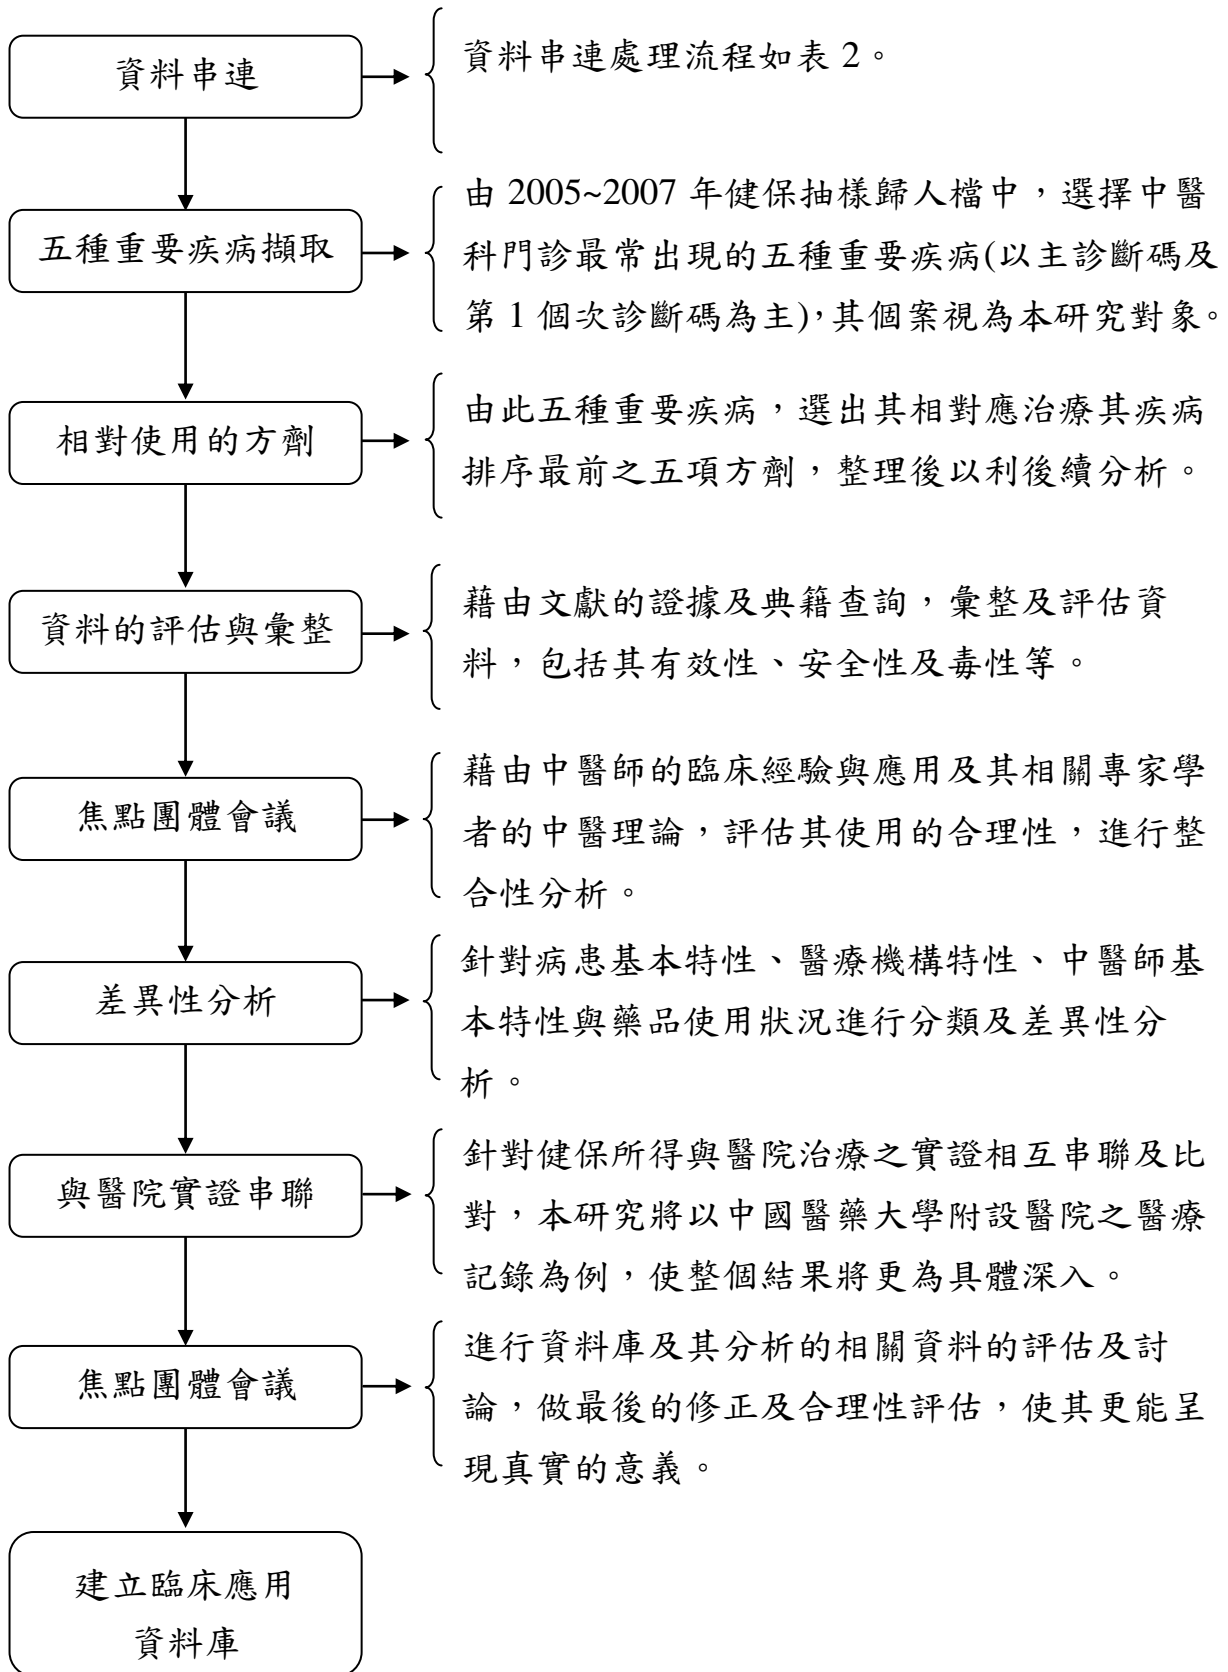 資料串連
資料串連處理流程如表 2。
五種重要疾病擷取
由 2005~2007 年健保抽樣歸人檔中，選擇中醫
科門診最常出現的五種重要疾病(以主診斷碼及
第 1 個次診斷碼為主)，其個案視為本研究對象。
相對使用的方劑
由此五種重要疾病，選出其相對應治療其疾病
排序最前之五項方劑，整理後以利後續分析。
資料的評估與彙整
藉由文獻的證據及典籍查詢，彙整及評估資
料，包括其有效性、安全性及毒性等。
焦點團體會議
藉由中醫師的臨床經驗與應用及其相關專家學
者的中醫理論，評估其使用的合理性，進行整
合性分析。
差異性分析
針對病患基本特性、醫療機構特性、中醫師基
本特性與藥品使用狀況進行分類及差異性分
析。
與醫院實證串聯
針對健保所得與醫院治療之實證相互串聯及比
對，本研究將以中國醫藥大學附設醫院之醫療
記錄為例，使整個結果將更為具體深入。
焦點團體會議
進行資料庫及其分析的相關資料的評估及討
論，做最後的修正及合理性評估，使其更能呈
現真實的意義。
建立臨床應用
資料庫